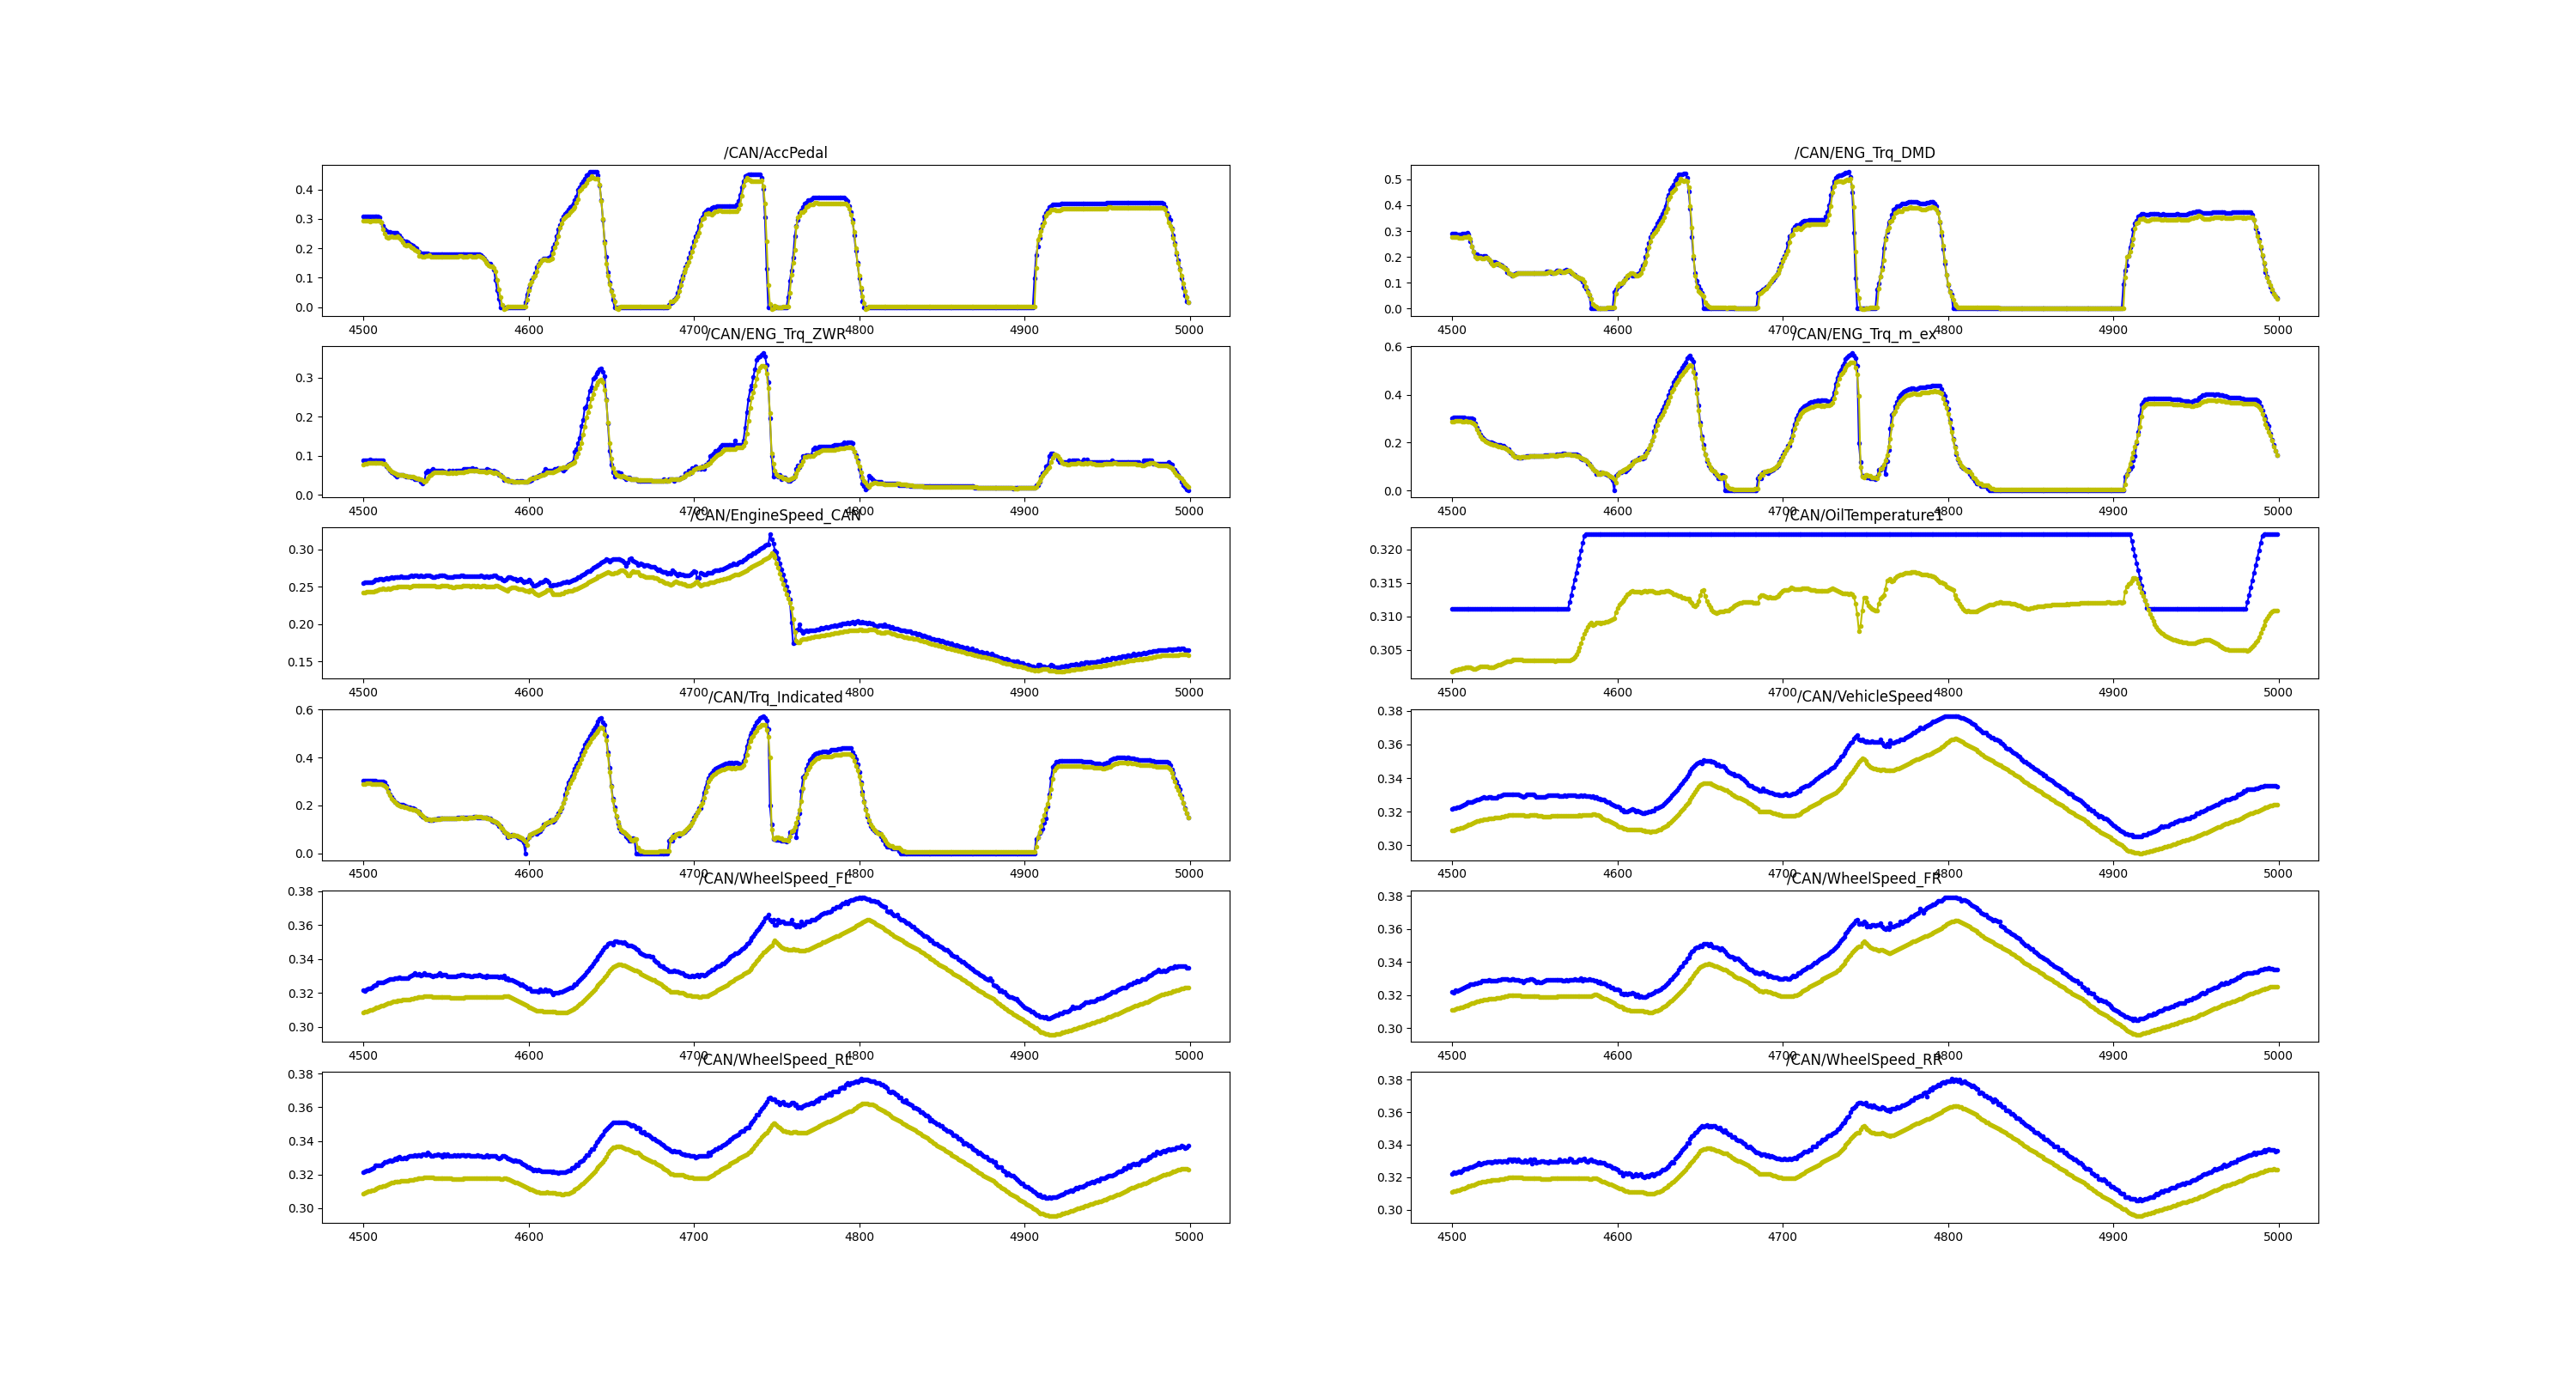 /CAN/AccPedal
0.4
0.3
0.2
0.1
0.0
4500 4600 4700 4800 4900 5000
/CAN/ENG_Trq_DMD
0.5
0.4
0.3
0.2
0.1
0.0
4500 4600 4700 4800 4900 5000
/CAN/ENG_Trq_ZWR
0.3
0.2
0.1
0.0
4500 4600 4700 4800 4900 5000
/CAN/ENG_Trq_m_ex
0.6
0.4
0.2
0.0
4500 4600 4700 4800 4900 5000
/CAN/EngineSpeed_CAN
0.30
0.25
0.20
0.15
4500 4600 4700 4800 4900 5000
/CAN/OilTemperature1
0.320
0.315
0.310
0.305
4500 4600 4700 4800 4900 5000
/CAN/Trq_Indicated
0.6
0.4
0.2
0.0
4500 4600 4700 4800 4900 5000
/CAN/VehicleSpeed
0.38
0.36
0.34
0.32
0.30
4500 4600 4700 4800 4900 5000
/CAN/WheelSpeed_FL
0.38
0.36
0.34
0.32
0.30
4500 4600 4700 4800 4900 5000
/CAN/WheelSpeed_FR
0.38
0.36
0.34
0.32
0.30
4500 4600 4700 4800 4900 5000
/CAN/WheelSpeed_RL
0.38
0.36
0.34
0.32
0.30
4500 4600 4700 4800 4900 5000
/CAN/WheelSpeed_RR
0.38
0.36
0.34
0.32
0.30
4500 4600 4700 4800 4900 5000